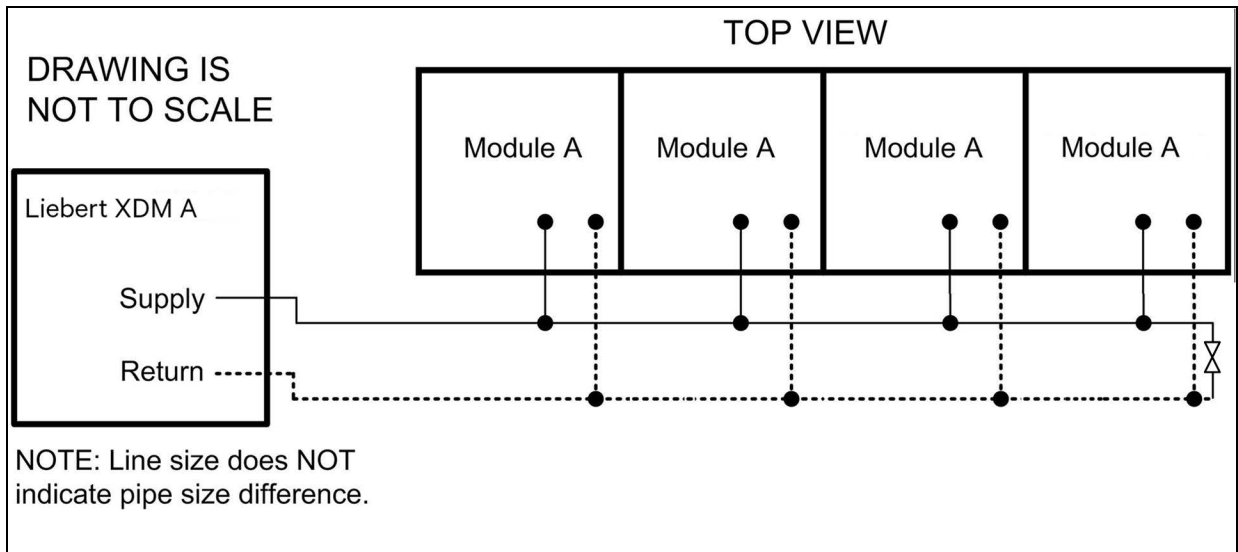 TOP VIEW
DRAWING IS
NOT TO SCALE
Module A
Module A
Module A
Module A
Liebert XDM A
Supply
Return
NOTE: Line size does NOT
indicate pipe size difference.